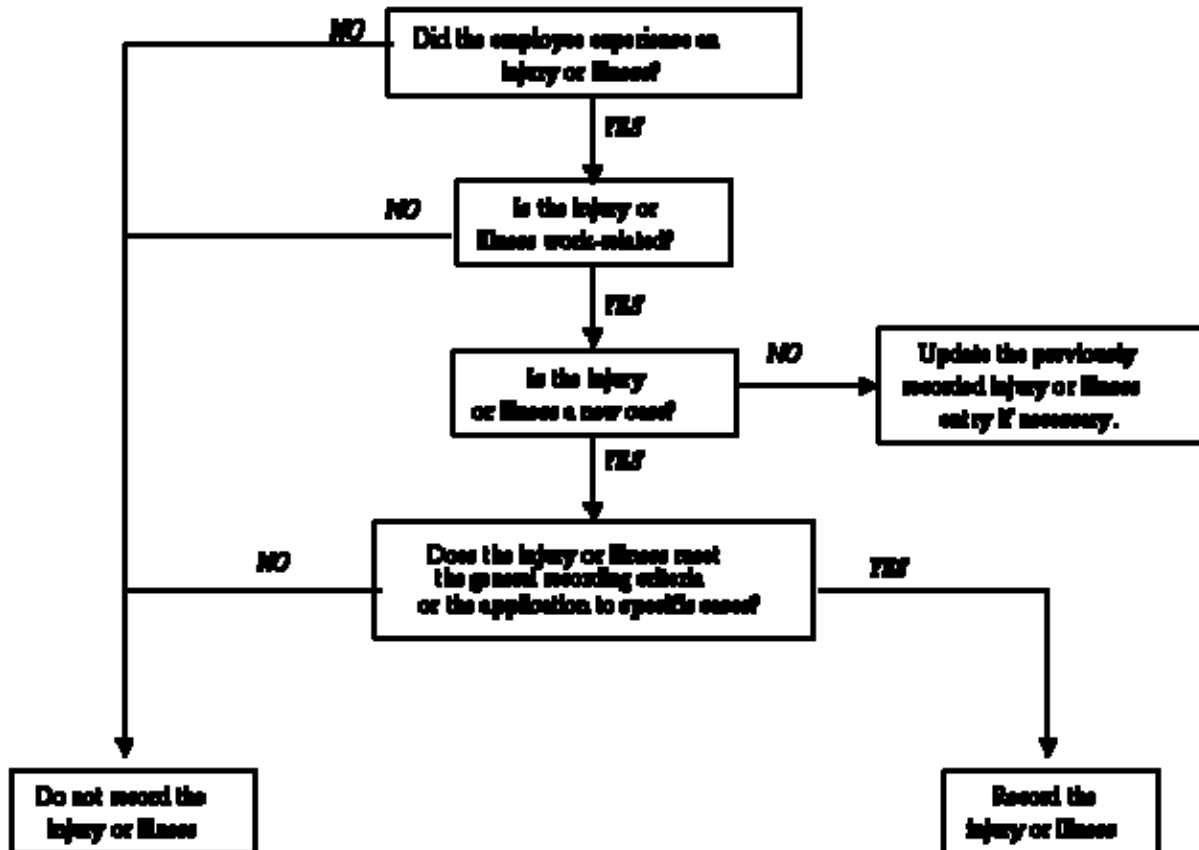 NO
Did the employee experience an
injury or illness?
YES
NO
Is the injury or
illness work-related?
YES
Is the injury
or illness a new case?
NO
Update the previously
recorded injury or illness
entry if necessary.
YES
NO
Does the injury or illness meet
the general recording criteria
or the application to specific cases?
YES
Do not record the
injury or illness
Record the
injury or illness